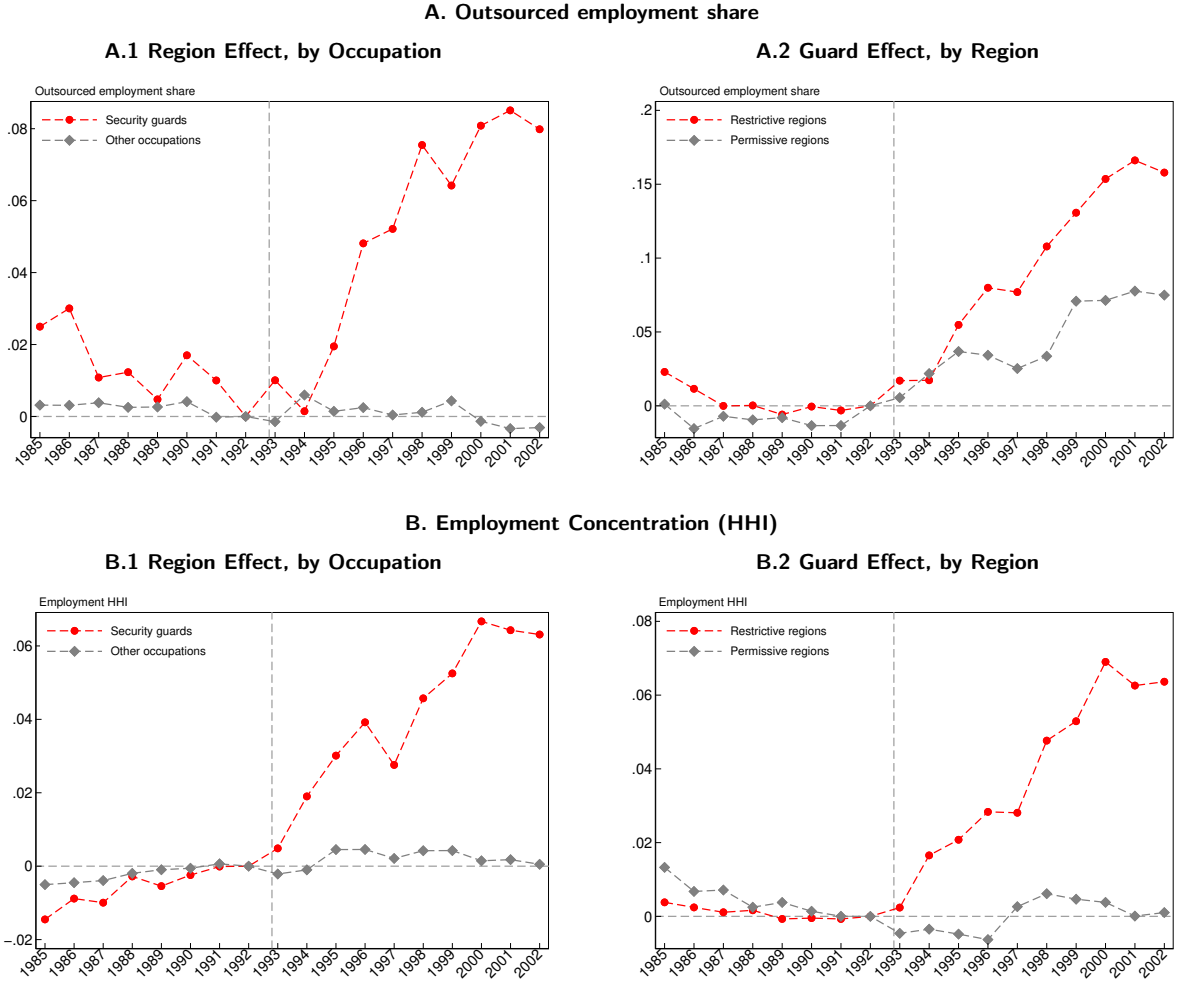 A. Outsourced employment share
A.1 Region Effect, by Occupation
Outsourced employment share
Security guards
Other occupations
.08
.06
.04
.02
0
1985 1986 1987 1988 1989 1990 1991 1992 1993 1994 1995 1996 1997 1998 1999 2000 2001 2002
A.2 Guard Effect, by Region
Outsourced employment share
Restrictive regions
Permissive regions
.2
.15
.1
.05
0
1985 1986 1987 1988 1989 1990 1991 1992 1993 1994 1995 1996 1997 1998 1999 2000 2001 2002
B. Employment Concentration (HHI)
B.1 Region Effect, by Occupation
Employment HHI
Security guards
Other occupations
.06
.04
.02
0
-.02
1985 1986 1987 1988 1989 1990 1991 1992 1993 1994 1995 1996 1997 1998 1999 2000 2001 2002
B.2 Guard Effect, by Region
Employment HHI
Restrictive regions
Permissive regions
.08
.06
.04
.02
0
1985 1986 1987 1988 1989 1990 1991 1992 1993 1994 1995 1996 1997 1998 1999 2000 2001 2002